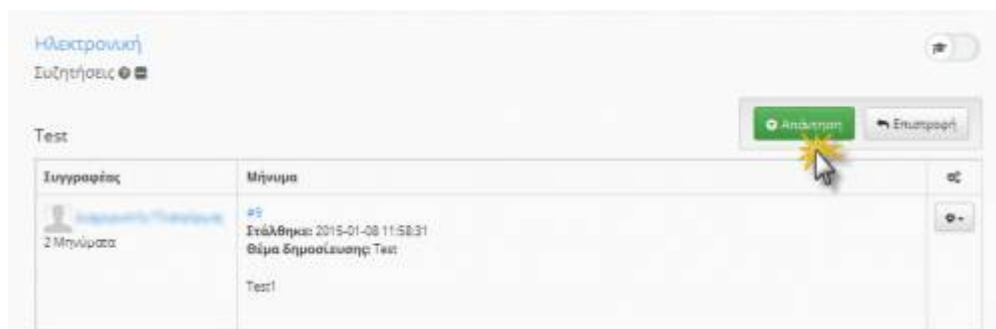 Ηλεκτρονική
Συζητήσεις
Απάντηση
Επιστροφή
Test
Συγγραφέας
Μήνυμα
2 Μηνύματα
#9
Στάλθηκε: 2015-01-08 11:58:31
Θέμα δημοσίευσης: Test
Test1